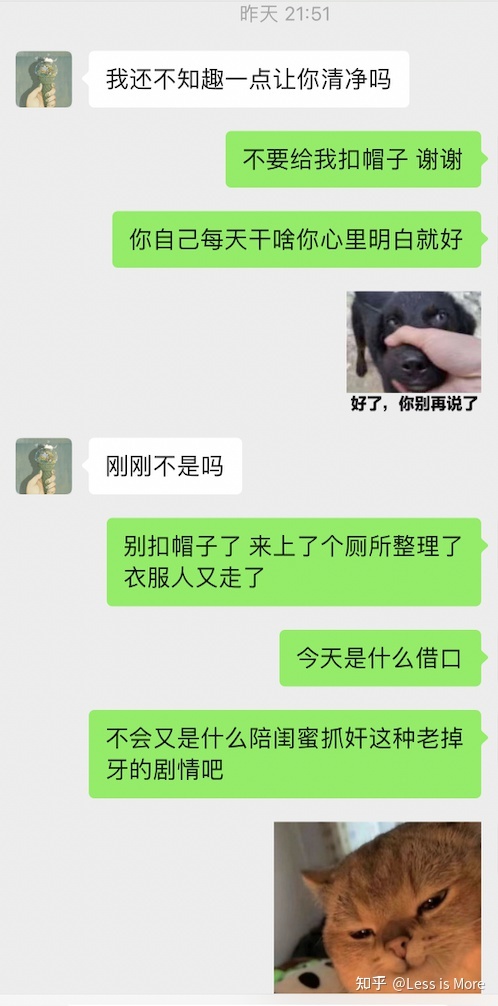 昨天 21:51
我还不知趣一点让你清净吗
不要给我扣帽子 谢谢
你自己每天干啥你心里明白就好
好了，你别再说了
刚刚不是吗
别扣帽子了 来上了个厕所整理了
衣服人又走了
今天是什么借口
不会又是什么陪闺蜜抓奸这种老掉
牙的剧情吧
知乎 @Less is More